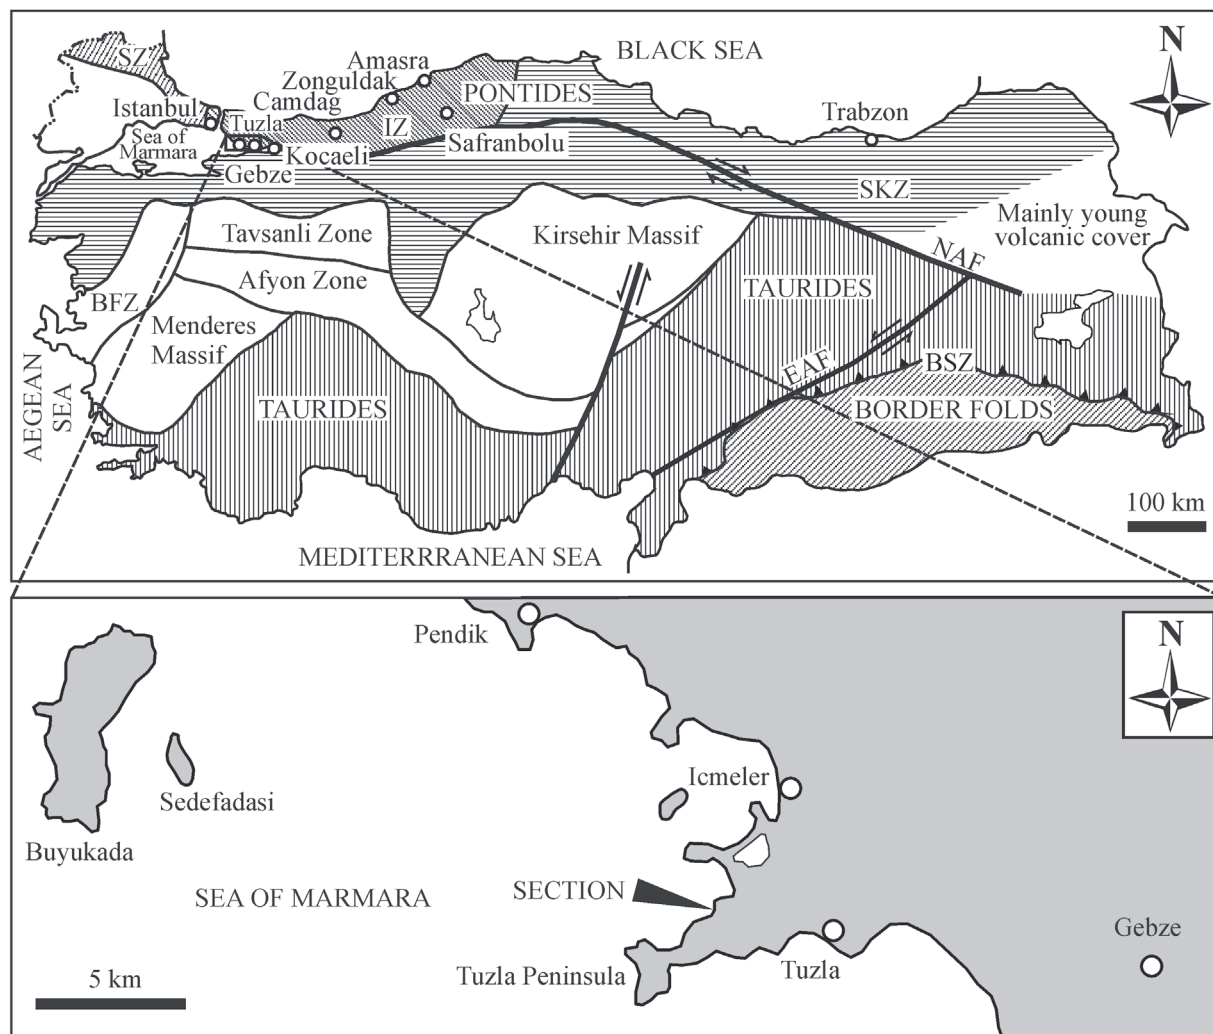 BLACK SEA
N
SZ
Amasra
Zonguldak
PONTIDES
Camdag
Istanbul
Trabzon
Tuzla
IZ
Sea of
Marmara
Safranbolu
Kocaeli
Gebze
SKZ
Mainly young
volcanic cover
Tavsanli Zone
Kirsehir Massif
NAF
Afyon Zone
TAURIDES
BFZ
Menderes
Massif
EAF
BSZ
AEGEAN
SEA
TAURIDES
BORDER FOLDS
100 km
MEDITERRRANEAN SEA
Pendik
N
Icmeler
Sedefadasi
Buyukada
SECTION
SEA OF MARMARA
Gebze
5 km
Tuzla Peninsula
Tuzla